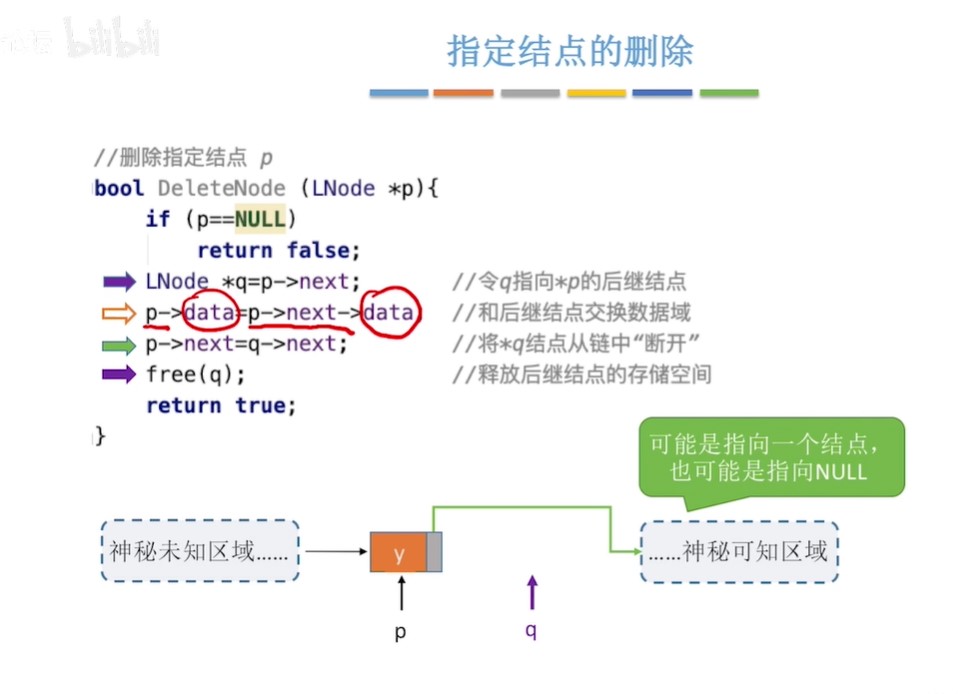 bilibili
指定结点的删除
//删除指定结点 p
bool DeleteNode (LNode *p){
if (p==NULL)
return false;
LNode *q=p->next; //令q指向*p的后继结点
p->data=p->next->data //和后继结点交换数据域
p->next=q->next; //将*q结点从链中“断开”
free(q); //释放后继结点的存储空间
return true;
}
可能是指向一个结点，
也可能是指向NULL
神秘未知区域…… y ……神秘可知区域
p q